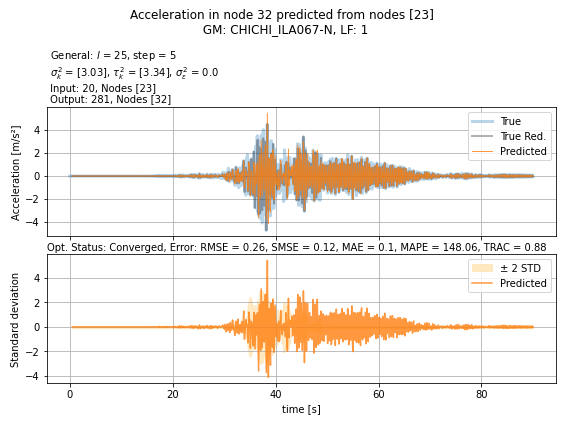 Acceleration in node 32 predicted from nodes [23]
GM: CHICHI_ILA067-N, LF: 1
General: l = 25, step = 5
σ²ₖ = [3.03], τ²ₖ = [3.34], σ²ε = 0.0
Input: 20, Nodes [23]
Output: 281, Nodes [32]
Acceleration [m/s²]
4
2
0
−2
−4
True
True Red.
Predicted
Opt. Status: Converged, Error: RMSE = 0.26, SMSE = 0.12, MAE = 0.1, MAPE = 148.06, TRAC = 0.88
Standard deviation
4
2
0
−2
−4
± 2 STD
Predicted
0 20 40 60 80
time [s]